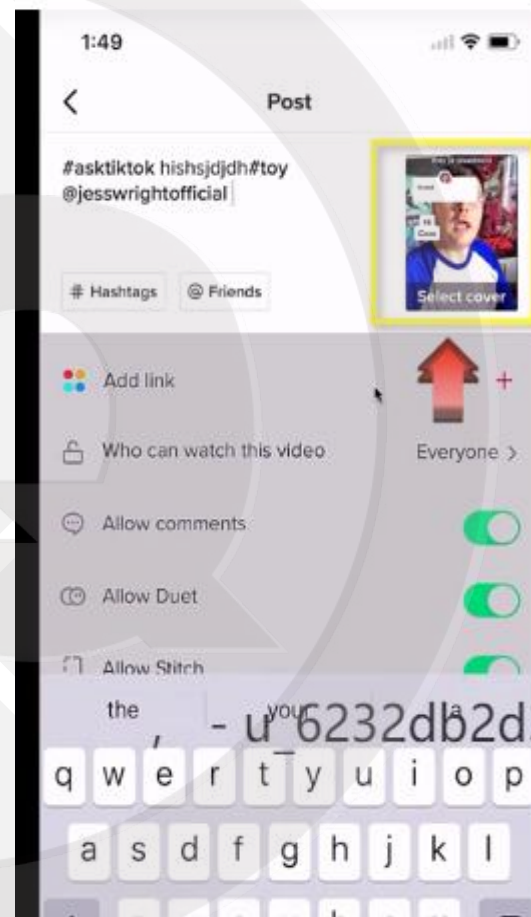 1:49
Post
#asktiktok hishsjdjdh#toy
@jesswrightofficial
# Hashtags @ Friends
Select cover
Add link +
Who can watch this video Everyone >
Allow comments
Allow Duet
Allow Stitch
the your a
, - u_6232db2d
q w e r t y u i o p
a s d f g h j k l